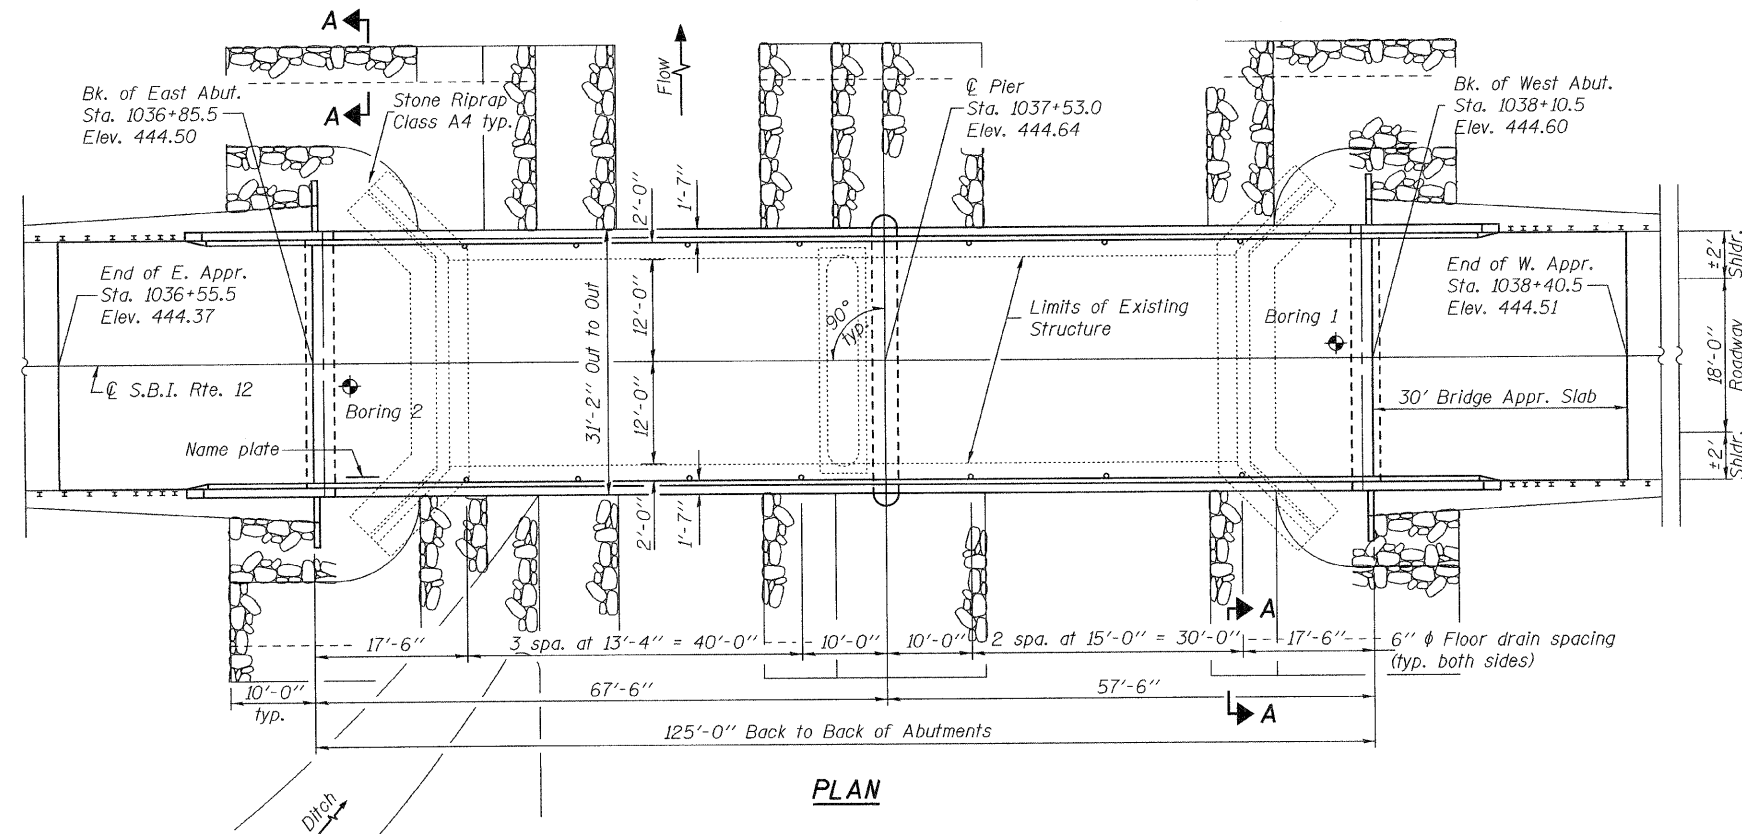 A
A
Flow
Bk. of East Abut.
Sta. 1036+85.5
Elev. 444.50
Stone Riprap
Class A4 typ.
℄ Pier
Sta. 1037+53.0
Elev. 444.64
Bk. of West Abut.
Sta. 1038+10.5
Elev. 444.60
2'-0"
1'-7"
End of E. Appr.
Sta. 1036+55.5
Elev. 444.37
12'-0"
31'-2" Out to Out
90°
typ.
Limits of Existing
Structure
Boring 1
End of W. Appr.
Sta. 1038+40.5
Elev. 444.51
±2'
Shldr.
℄ S.B.I. Rte. 12
Boring 2
12'-0"
30' Bridge Appr. Slab
18'-0"
Roadway
Name plate
±2'
Shldr.
2'-0"
1'-7"
A
17'-6"
3 spa. at 13'-4" = 40'-0"
10'-0"
10'-0"
2 spa. at 15'-0" = 30'-0"
17'-6"
6" ϕ Floor drain spacing
(typ. both sides)
10'-0"
typ.
67'-6"
57'-6"
A
125'-0" Back to Back of Abutments
PLAN
Ditch